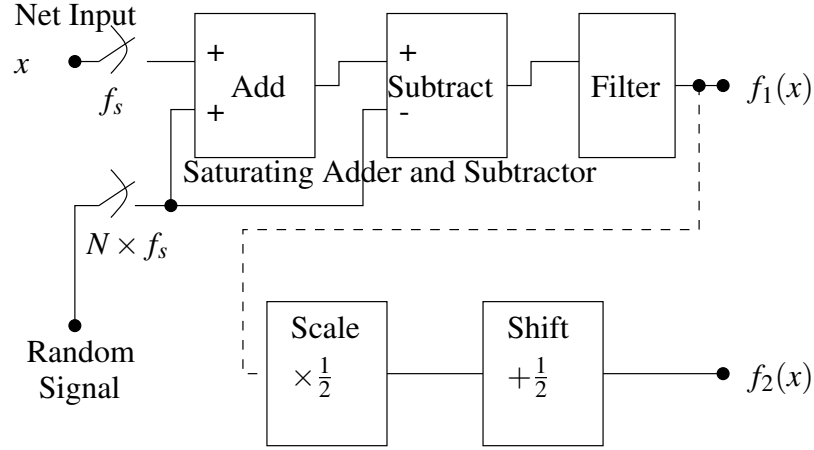 Net Input
x
f_s
+
+
Add
+
-
Subtract
Filter
f_1(x)
Saturating Adder and Subtractor
N × f_s
Random
Signal
Scale
× 1/2
Shift
+ 1/2
f_2(x)